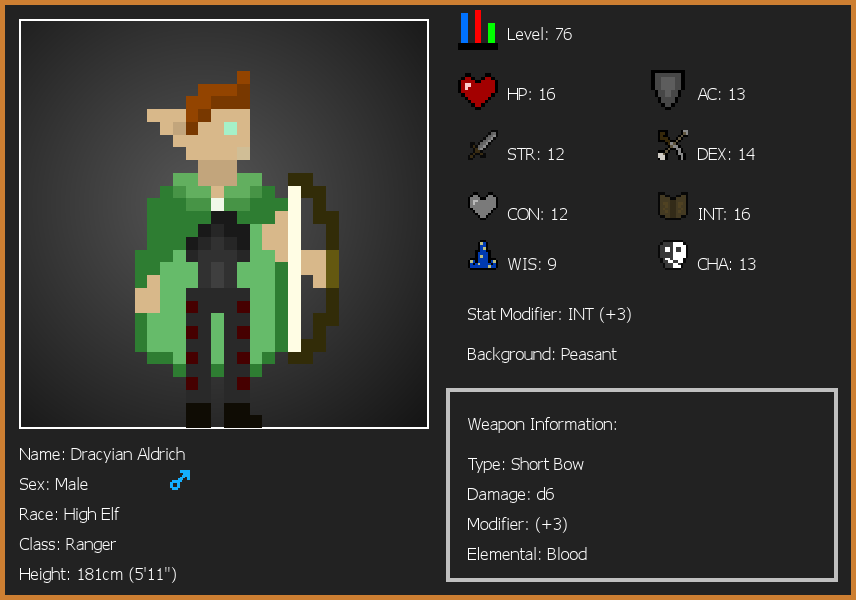 Level: 76
HP: 16
AC: 13
STR: 12
DEX: 14
CON: 12
INT: 16
WIS: 9
CHA: 13
Stat Modifier: INT (+3)
Background: Peasant
Weapon Information:
Type: Short Bow
Damage: d6
Modifier: (+3)
Elemental: Blood
Name: Dracyian Aldrich
Sex: Male
Race: High Elf
Class: Ranger
Height: 181cm (5'11")